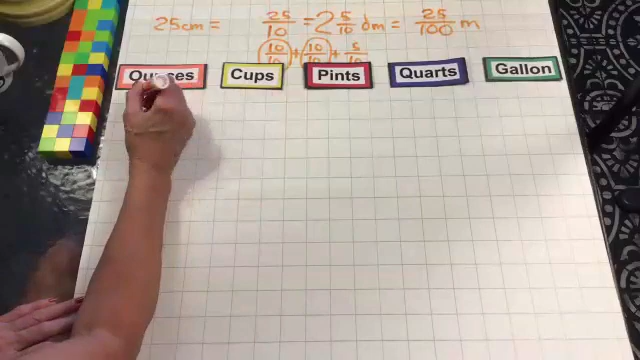 25cm = 25/10 = 2 5/10 dm = 25/100 m
(10/10) + (10/10) + 5/10
Ounces Cups Pints Quarts Gallon